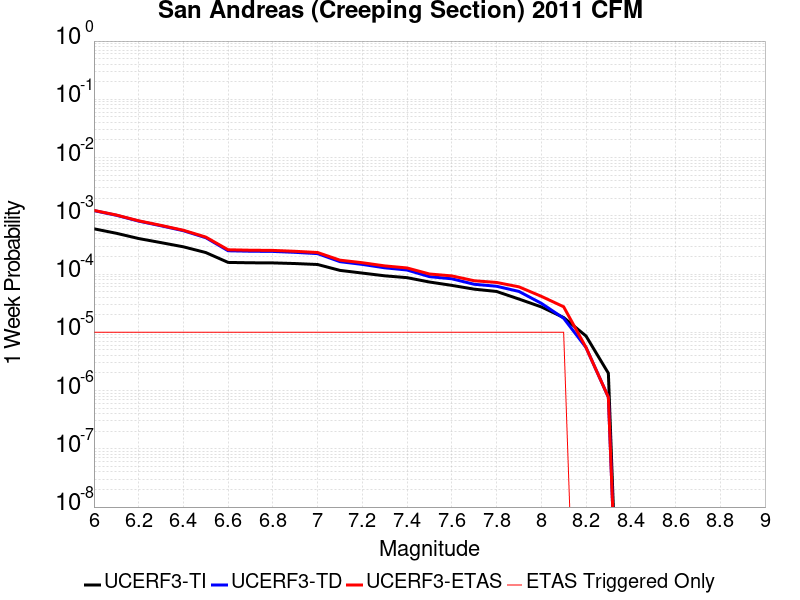 San Andreas (Creeping Section) 2011 CFM
1 Week Probability
10 0
10 -1
10 -2
10 -3
10 -4
10 -5
10 -6
10 -7
10 -8
6 6.2 6.4 6.6 6.8 7 7.2 7.4 7.6 7.8 8 8.2 8.4 8.6 8.8 9
Magnitude
UCERF3-TI UCERF3-TD UCERF3-ETAS ETAS Triggered Only